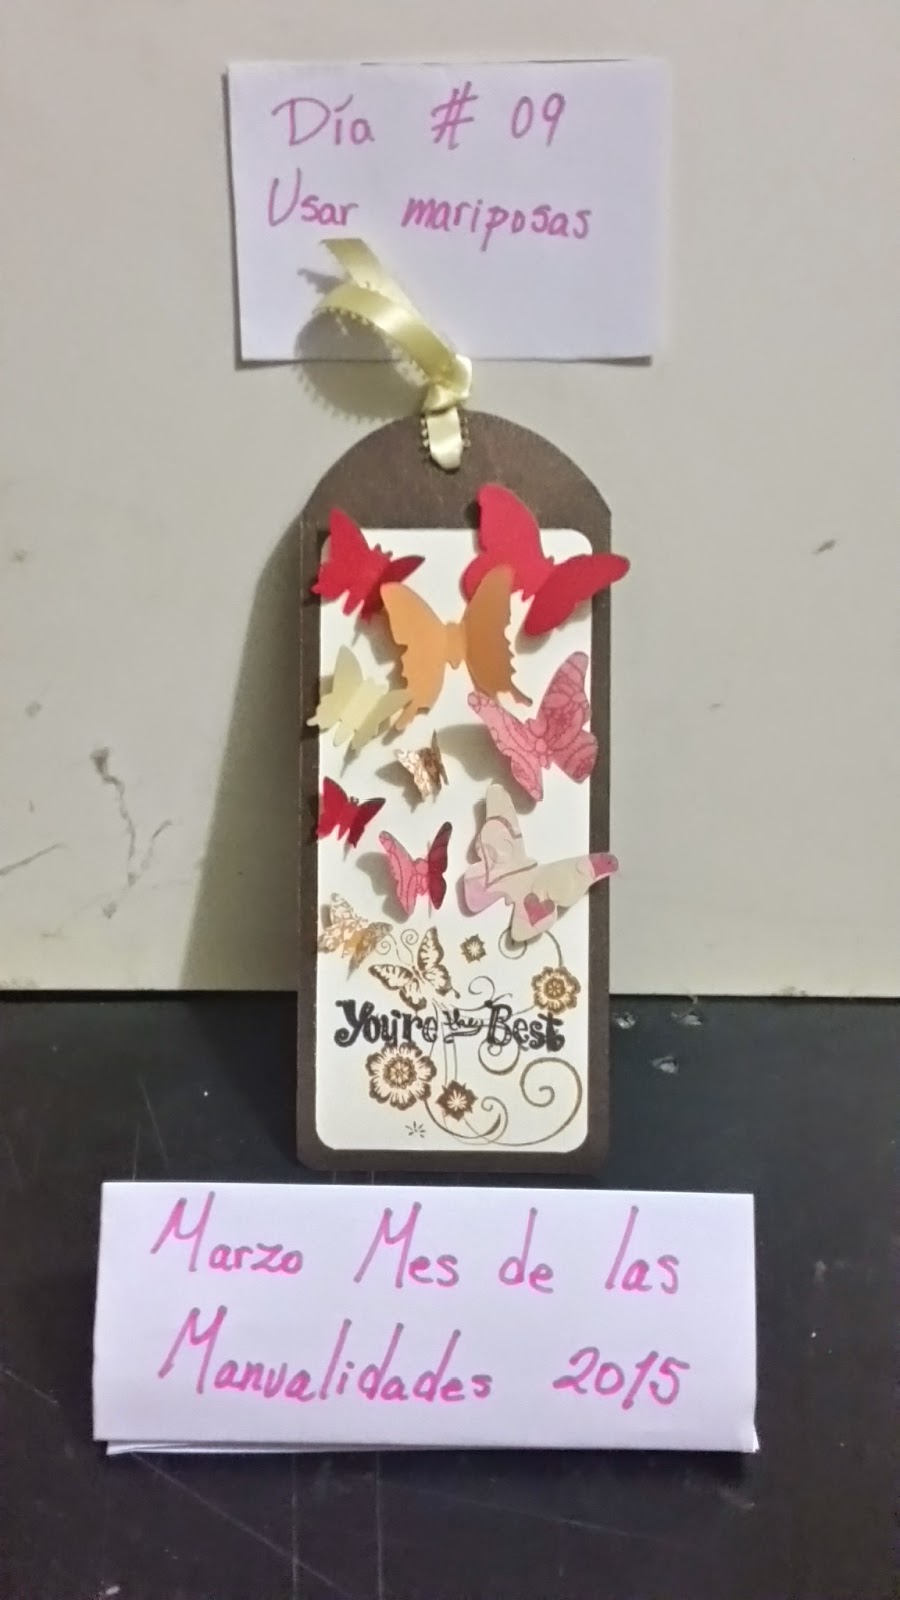 Día # 09
Usar mariposas
You're the Best
Marzo Mes de las
Manualidades 2015